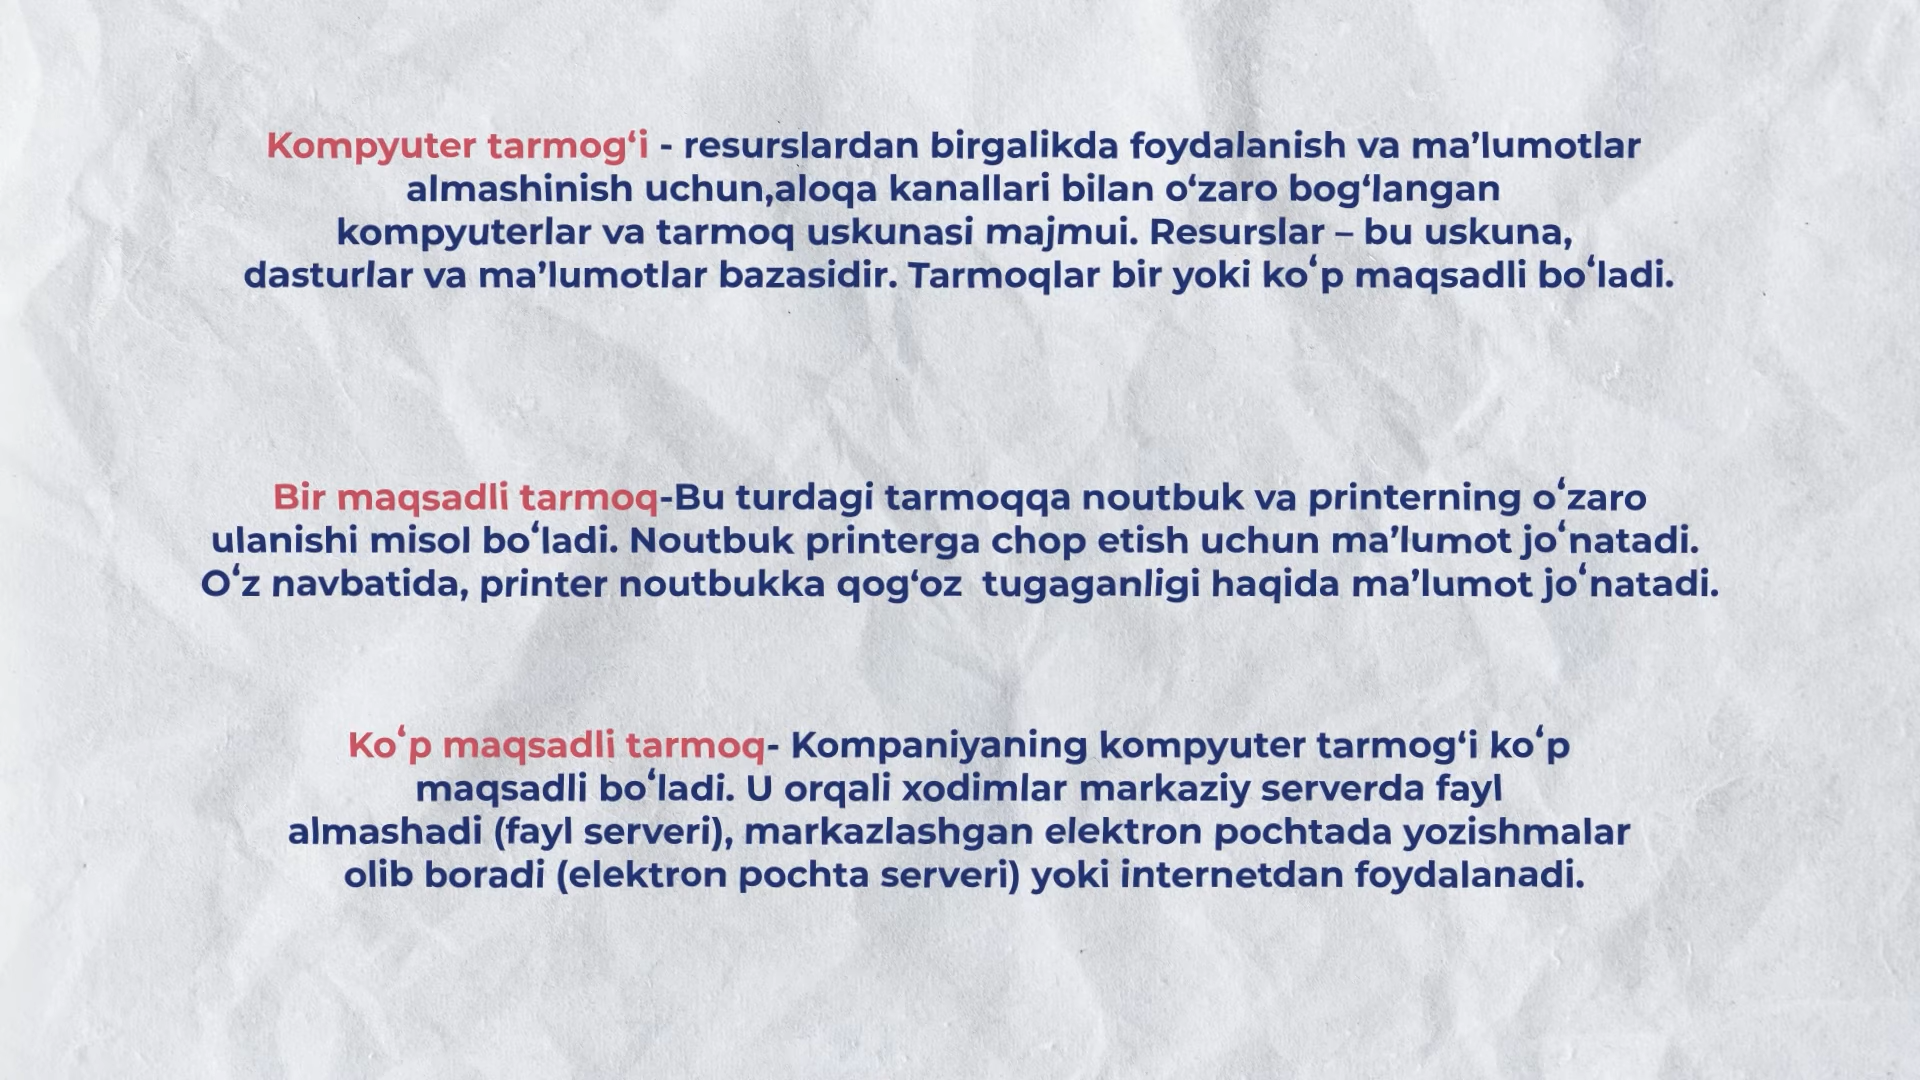 Kompyuter tarmog‘i - resurslardan birgalikda foydalanish va ma’lumotlar
almashinish uchun,aloqa kanallari bilan o‘zaro bog‘langan
kompyuterlar va tarmoq uskunasi majmui. Resurslar – bu uskuna,
dasturlar va ma’lumotlar bazasidir. Tarmoqlar bir yoki koʻp maqsadli boʻladi.
Bir maqsadli tarmoq-Bu turdagi tarmoqqa noutbuk va printerning oʻzaro
ulanishi misol boʻladi. Noutbuk printerga chop etish uchun ma’lumot joʻnatadi.
Oʻz navbatida, printer noutbukka qog‘oz  tugaganligi haqida ma’lumot joʻnatadi.
Koʻp maqsadli tarmoq- Kompaniyaning kompyuter tarmog‘i koʻp
maqsadli boʻladi. U orqali xodimlar markaziy serverda fayl
almashadi (fayl serveri), markazlashgan elektron pochtada yozishmalar
olib boradi (elektron pochta serveri) yoki internetdan foydalanadi.